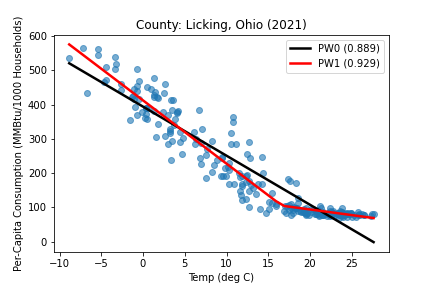 County: Licking, Ohio (2021)
Per-Capita Consumption (MMBtu/1000 Households)
600
500
400
300
200
100
0
PW0 (0.889)
PW1 (0.929)
−10 −5 0 5 10 15 20 25
Temp (deg C)